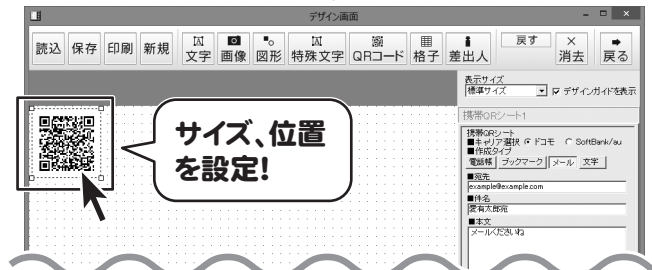 デザイン画面
読込 保存 印刷 新規 文字 画像 図形 特殊文字 QRコード 格子 差出人 戻す 消去 戻る
表示サイズ
標準サイズ デザインガイドを表示
携帯QRシート1
携帯QRシート
■キャリア選択 ドコモ SoftBank/au
■作成タイプ
電話帳 ブックマーク メール 文字
■宛先
example@example.com
■件名
愛有太郎宛
■本文
メールくださいね
サイズ、位置
を設定!